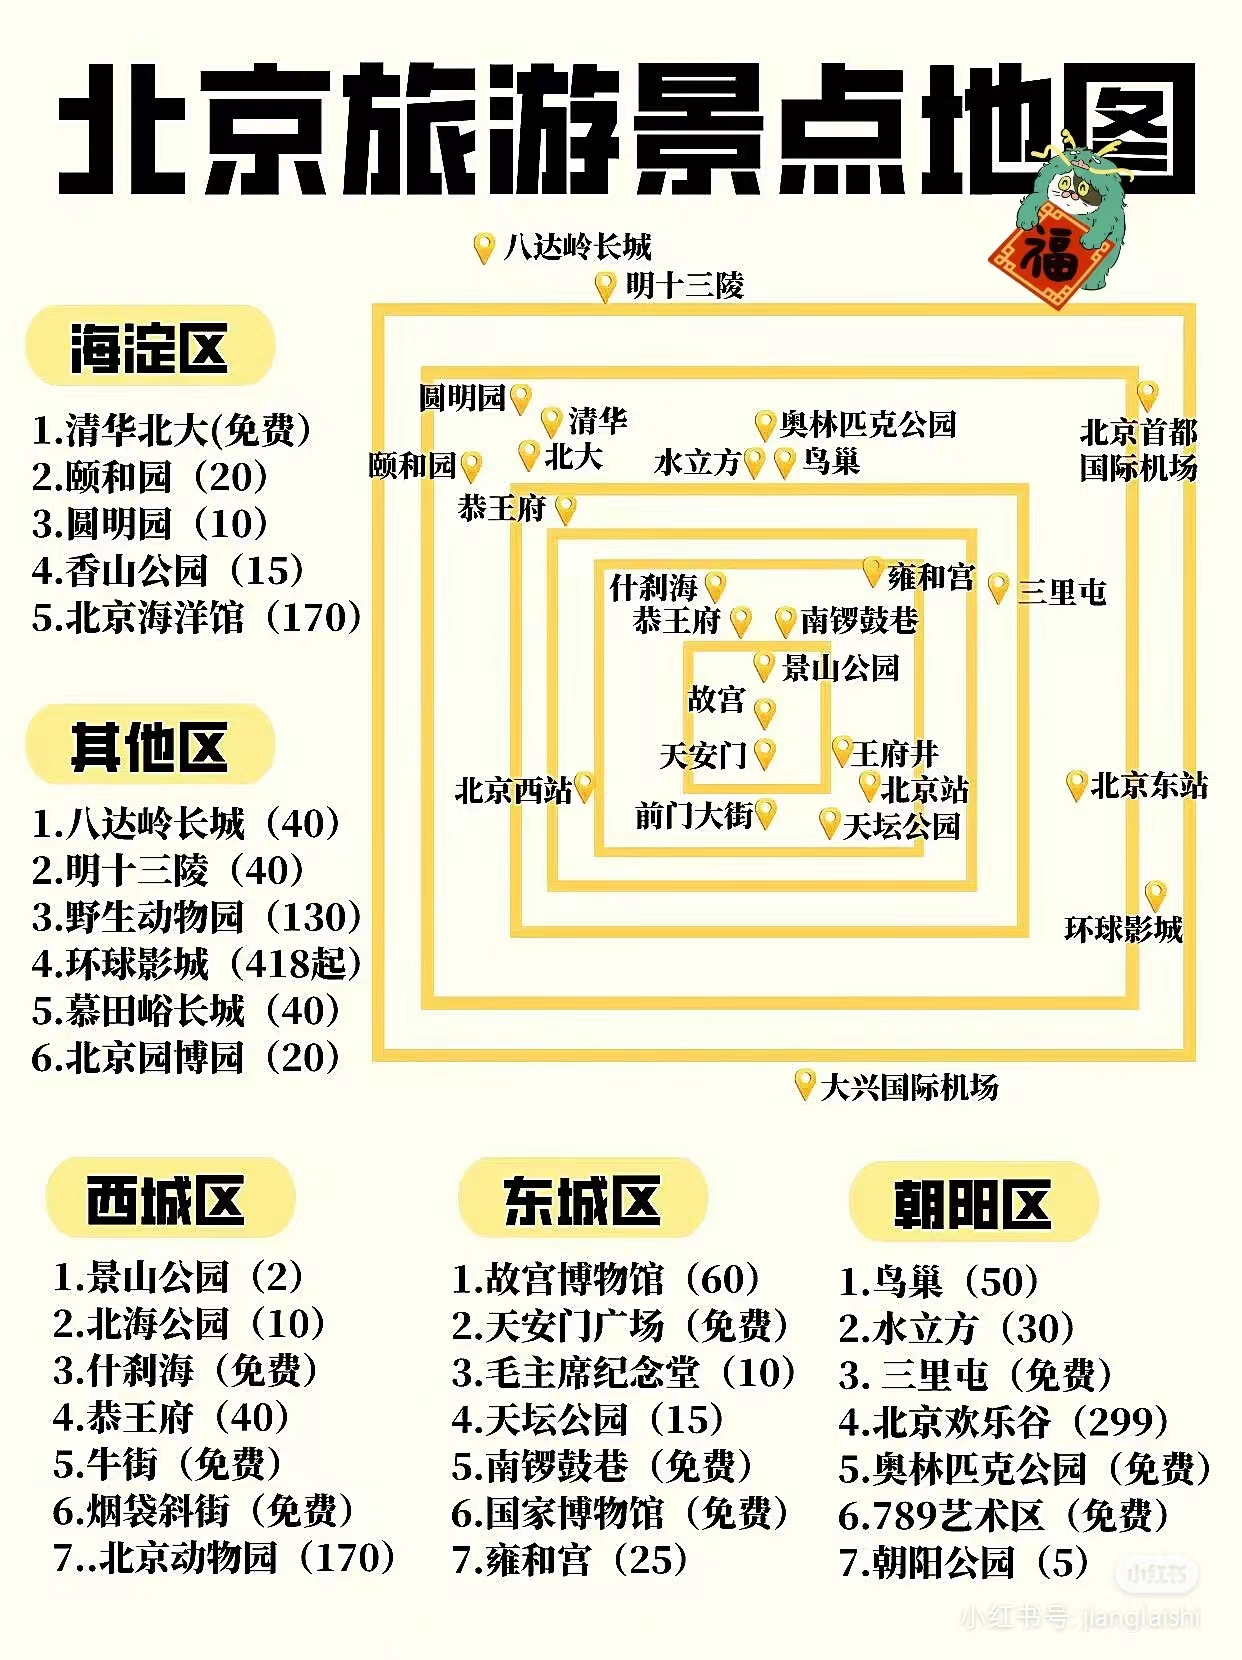 北京旅游景点地图
福
八达岭长城
明十三陵
海淀区
1.清华北大(免费）
2.颐和园（20）
3.圆明园（10）
4.香山公园（15）
5.北京海洋馆（170）
圆明园
清华
奥林匹克公园
北京首都
国际机场
颐和园
北大
水立方
鸟巢
恭王府
什刹海
雍和宫
三里屯
恭王府
南锣鼓巷
景山公园
故宫
天安门
王府井
北京西站
北京站
北京东站
前门大街
天坛公园
环球影城
大兴国际机场
其他区
1.八达岭长城（40）
2.明十三陵（40）
3.野生动物园（130）
4.环球影城（418起）
5.慕田峪长城（40）
6.北京园博园（20）
西城区
1.景山公园（2）
2.北海公园（10）
3.什刹海（免费）
4.恭王府（40）
5.牛街（免费）
6.烟袋斜街（免费）
7..北京动物园（170）
东城区
1.故宫博物馆（60）
2.天安门广场（免费）
3.毛主席纪念堂（10）
4.天坛公园（15）
5.南锣鼓巷（免费）
6.国家博物馆（免费）
7.雍和宫（25）
朝阳区
1.鸟巢（50）
2.水立方（30）
3. 三里屯（免费）
4.北京欢乐谷（299）
5.奥林匹克公园（免费）
6.789艺术区（免费）
7.朝阳公园（5）
小红书
小红书号: jianglaishi